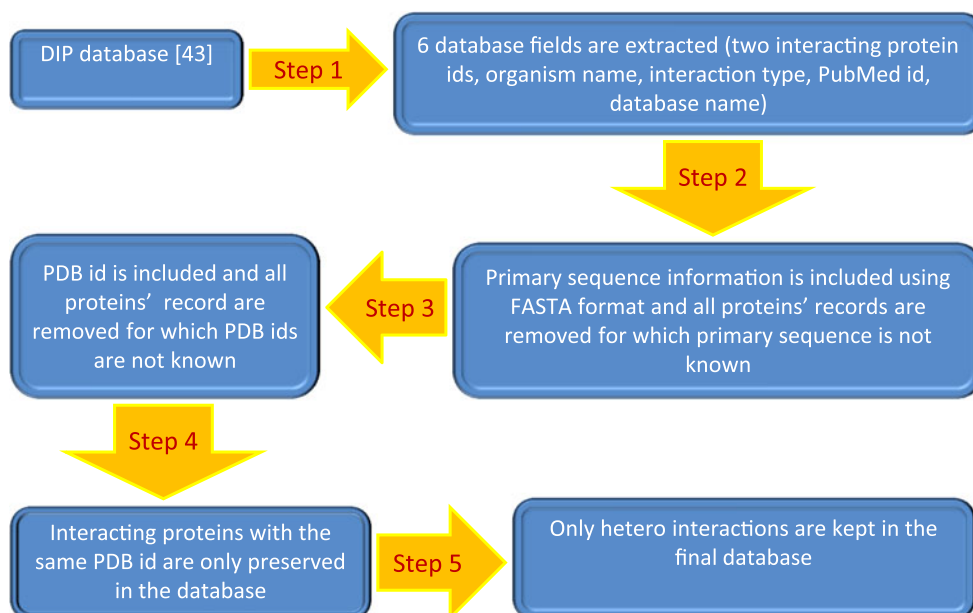 DIP database [43]
Step 1
6 database fields are extracted (two interacting protein
ids, organism name, interaction type, PubMed id,
database name)
Step 2
Primary sequence information is included using
FASTA format and all proteins’ records are
removed for which primary sequence is not
known
Step 3
PDB id is included and all
proteins’ record are
removed for which PDB ids
are not known
Step 4
Interacting proteins with the
same PDB id are only preserved
in the database
Step 5
Only hetero interactions are kept in the
final database